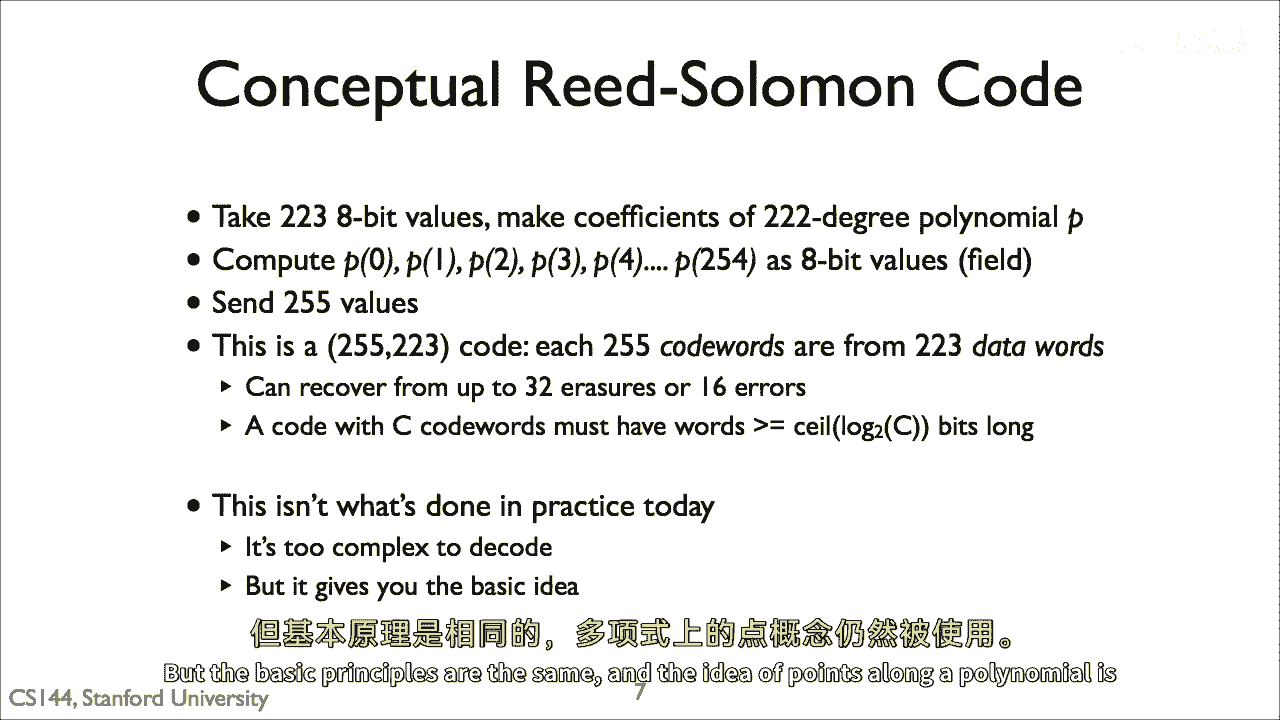 Conceptual Reed-Solomon Code
• Take 223 8-bit values, make coefficients of 222-degree polynomial p
• Compute p(0), p(1), p(2), p(3), p(4).... p(254) as 8-bit values (field)
• Send 255 values
• This is a (255,223) code: each 255 codewords are from 223 data words
‣ Can recover from up to 32 erasures or 16 errors
‣ A code with C codewords must have words >= ceil(log₂(C)) bits long
• This isn't what's done in practice today
‣ It's too complex to decode
‣ But it gives you the basic idea
但基本原理是相同的，多项式上的点概念仍然被使用。
But the basic principles are the same, and the idea of points along a polynomial is
CS144, Stanford University
7